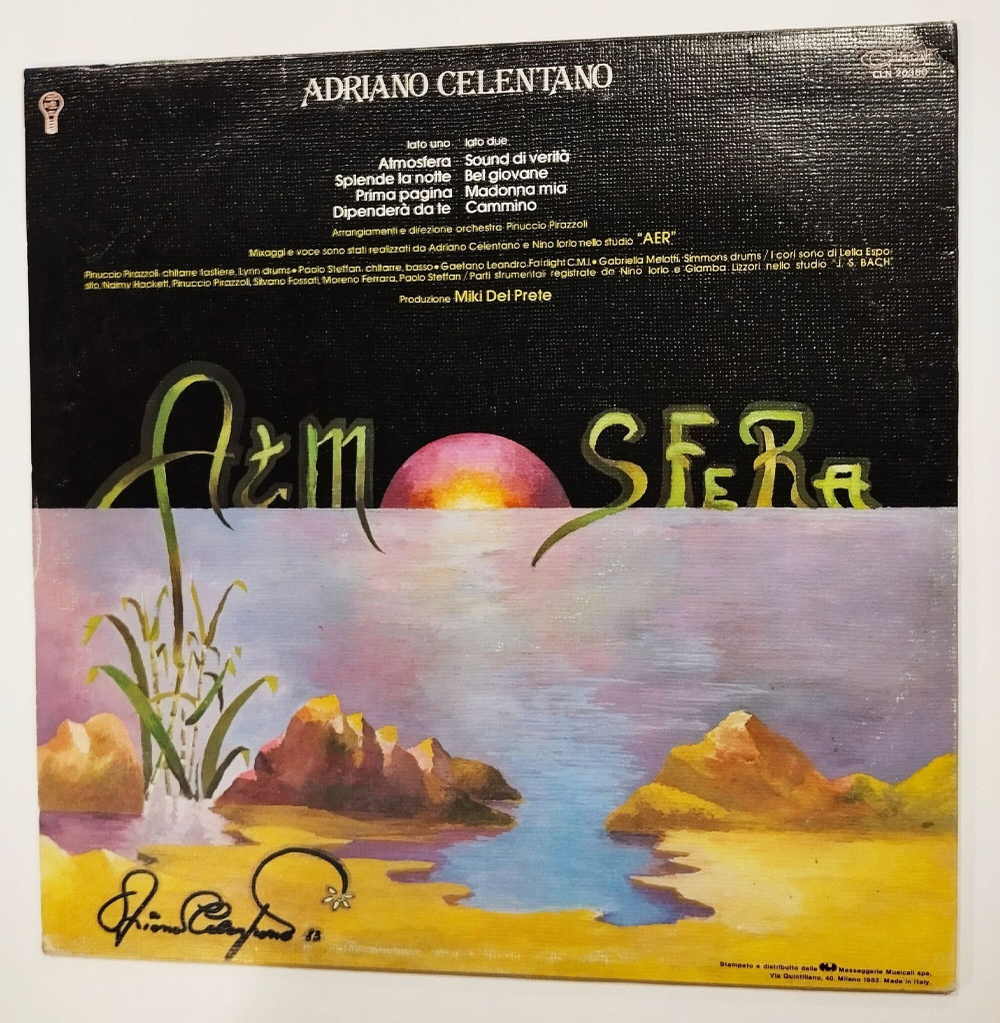 Clan
CLN 20380
ADRIANO CELENTANO
lato uno lato due
Atmosfera Sound di verità
Splende la notte Bel giovane
Prima pagina Madonna mia
Dipenderà da te Cammino
Arrangiamenti e direzione orchestra Pinuccio Pirazzoli
Mixaggi e voce sono stati realizzati da Adriano Celentano e Nino Iorio nello studio "AER"
Pinuccio Pirazzoli: chitarre tastiere, Lynn drums • Paolo Steffan: chitarre, basso • Gaetano Leandro: Fairlight C.M.I. • Gabriella Melotti: Simmons drums / I cori sono di Lella Espo-
sito, Naimy Hackett, Pinuccio Pirazzoli, Silvano Fossati, Moreno Ferrara, Paolo Steffan / Parti strumentali registrate da Nino Iorio e Giamba Lizzori nello studio "J. S. BACH"
Produzione Miki Del Prete
ATMOSFERA
Adriano Celentano 83
Stampato e distribuito dalle Messaggerie Musicali spa,
Via Quintiliano, 40. Milano 1983. Made in Italy.